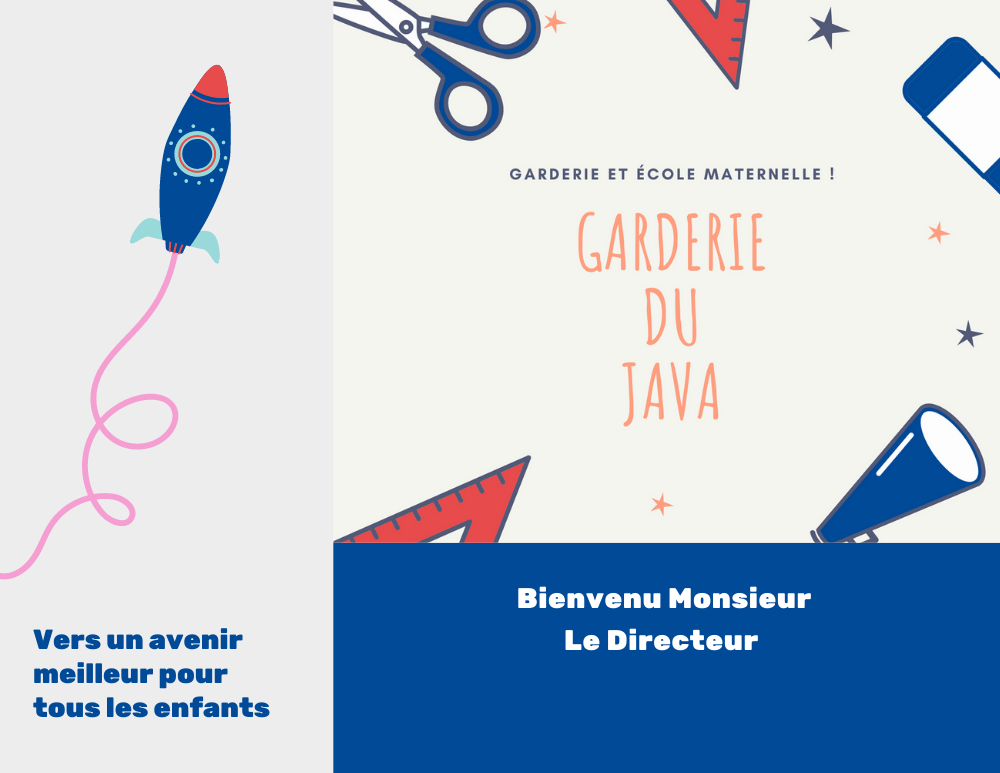 GARDERIE ET ÉCOLE MATERNELLE !
GARDERIE
DU
JAVA
Bienvenu Monsieur
Le Directeur
Vers un avenir
meilleur pour
tous les enfants